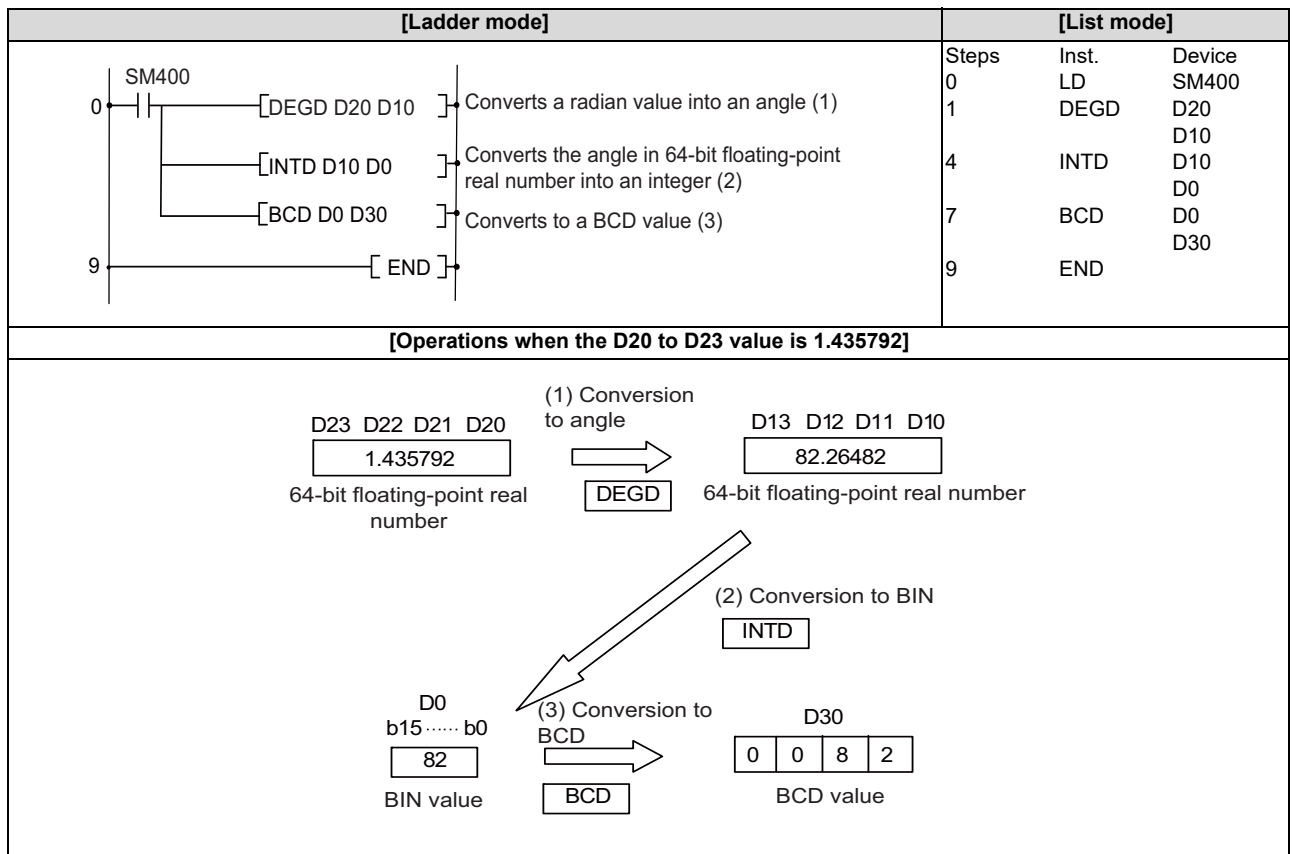 [Ladder mode] [List mode]
SM400
0 [DEGD D20 D10 ] Converts a radian value into an angle (1)
[INTD D10 D0 ] Converts the angle in 64-bit floating-point
real number into an integer (2)
[BCD D0 D30 ] Converts to a BCD value (3)
9 [ END ]
Steps Inst. Device
0 LD SM400
1 DEGD D20
D10
4 INTD D10
D0
7 BCD D0
D30
9 END
[Operations when the D20 to D23 value is 1.435792]
(1) Conversion
to angle
D23 D22 D21 D20 D13 D12 D11 D10
1.435792 82.26482
64-bit floating-point real
number
DEGD 64-bit floating-point real number
(2) Conversion to BIN
INTD
D0
b15 ······ b0
82
BIN value
(3) Conversion to
BCD
BCD
D30
0 0 8 2
BCD value